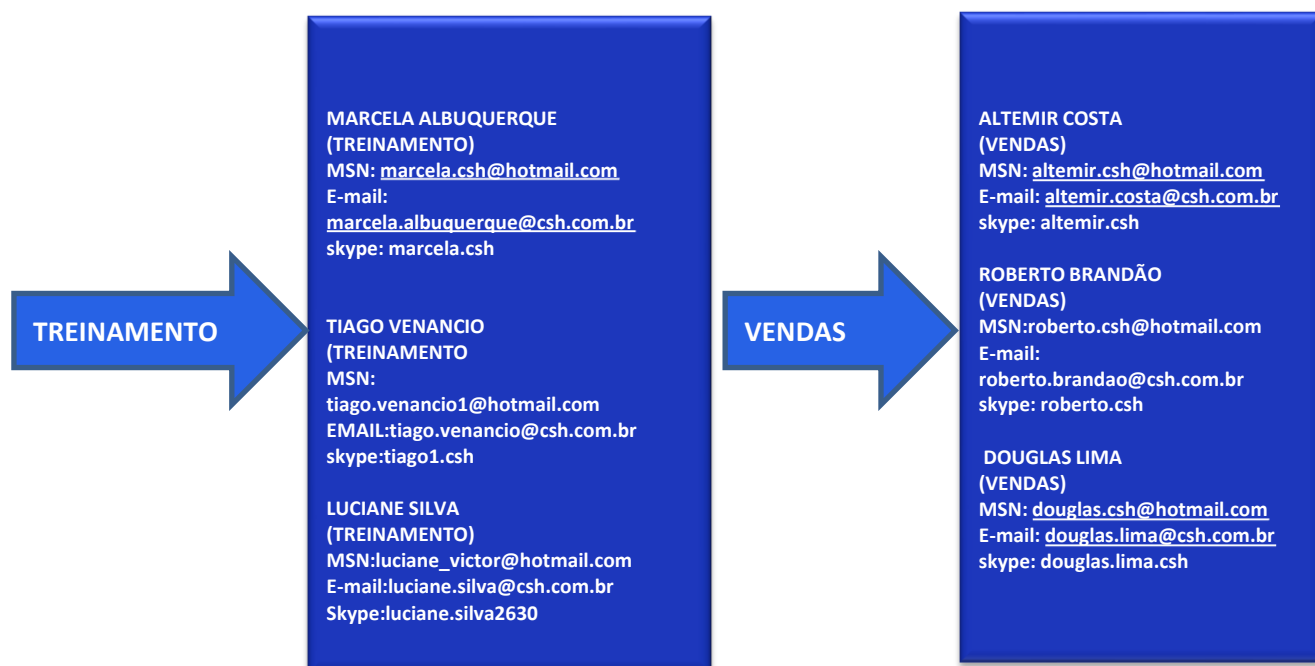 TREINAMENTO
MARCELA ALBUQUERQUE
(TREINAMENTO)
MSN: marcela.csh@hotmail.com
E-mail:
marcela.albuquerque@csh.com.br
skype: marcela.csh
TIAGO VENANCIO
(TREINAMENTO
MSN:
tiago.venancio1@hotmail.com
EMAIL:tiago.venancio@csh.com.br
skype:tiago1.csh
LUCIANE SILVA
(TREINAMENTO)
MSN:luciane_victor@hotmail.com
E-mail:luciane.silva@csh.com.br
Skype:luciane.silva2630
VENDAS
ALTEMIR COSTA
(VENDAS)
MSN: altemir.csh@hotmail.com
E-mail: altemir.costa@csh.com.br
skype: altemir.csh
ROBERTO BRANDÃO
(VENDAS)
MSN:roberto.csh@hotmail.com
E-mail:
roberto.brandao@csh.com.br
skype: roberto.csh
DOUGLAS LIMA
(VENDAS)
MSN: douglas.csh@hotmail.com
E-mail: douglas.lima@csh.com.br
skype: douglas.lima.csh